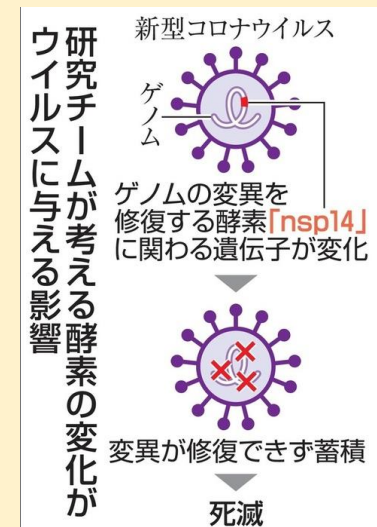 研究チームが考える酵素の変化が
ウイルスに与える影響
新型コロナウイルス
ゲノム
ゲノムの変異を
修復する酵素「nsp14」
に関わる遺伝子が変化
変異が修復できず蓄積
死滅